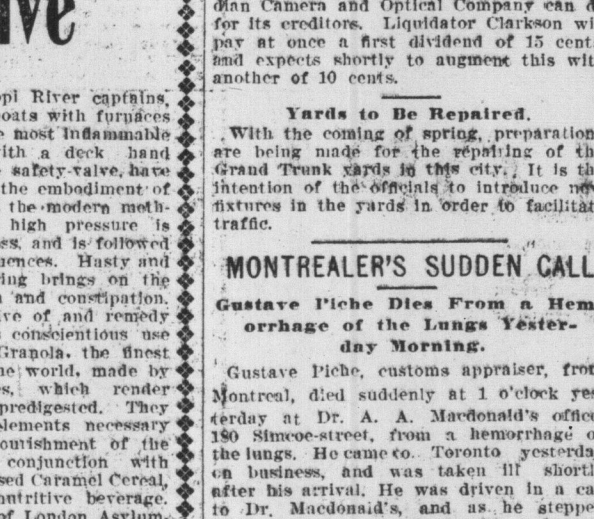 ive
pi River captains,
oats with furnaces
most inflammable
ith a deck hand
safety-valve, have
the embodiment of
the modern meth-
high pressure is
ss, and is followed
uences. Hasty and
ing brings on the
and constipation.
ve of and remedy
conscientious use
Granola, the finest
e world, made by
s, which render
predigested. They
elements necessary
ourishment of the
conjunction with
sed Caramel Cereal,
nutritive beverage.
of London Asylum.
dian Camera and Optical Company can d
for its creditors. Liquidator Clarkson wi
pay at once a first dividend of 15 cent
and expects shortly to augment this wit
another of 10 cents.
Yards to Be Repaired.
With the coming of spring, preparation
are being made for the repairing of th
Grand Trunk yards in this city. It is th
intention of the officials to introduce new
fixtures in the yards in order to facilitat
traffic.
MONTREALER'S SUDDEN CALL
Gustave Piche Dies From a Hem
orrhage of the Lungs Yester-
day Morning.
Gustave Piche, customs appraiser, from
Montreal, died suddenly at 1 o'clock yes
terday at Dr. A. A. Macdonald's office
180 Simcoe-street, from a hemorrhage o
the lungs. He came to Toronto yesterda
on business, and was taken ill shortl
after his arrival. He was driven in a ca
to Dr. Macdonald's, and as he steppe